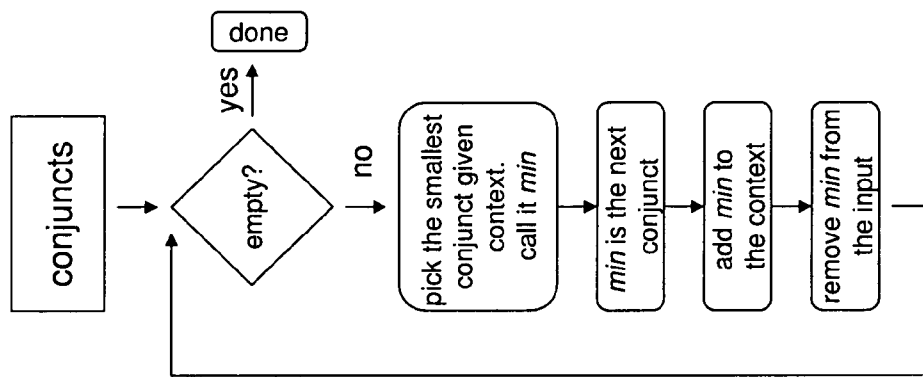 conjuncts
empty?
yes
done
no
pick the smallest
conjunct given
context.
call it min
min is the next
conjunct
add min to
the context
remove min from
the input